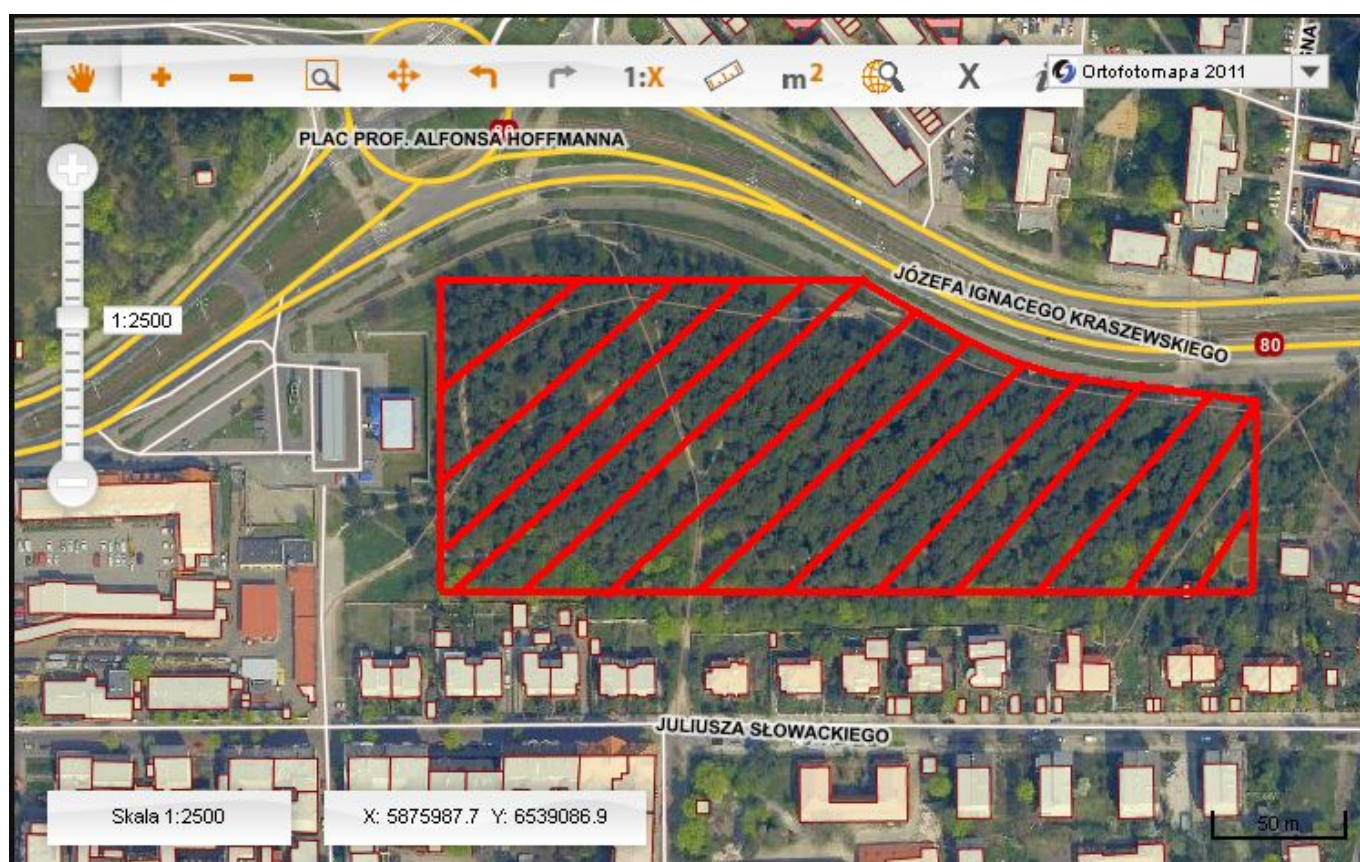 1:X
m²
X
i
Ortofotomapa 2011
80
PLAC PROF. ALFONSA HOFFMANNA
1:2500
JÓZEFA IGNACEGO KRASZEWSKIEGO
80
JULIUSZA SŁOWACKIEGO
Skala 1:2500
X: 5875987.7 Y: 6539086.9
50 m